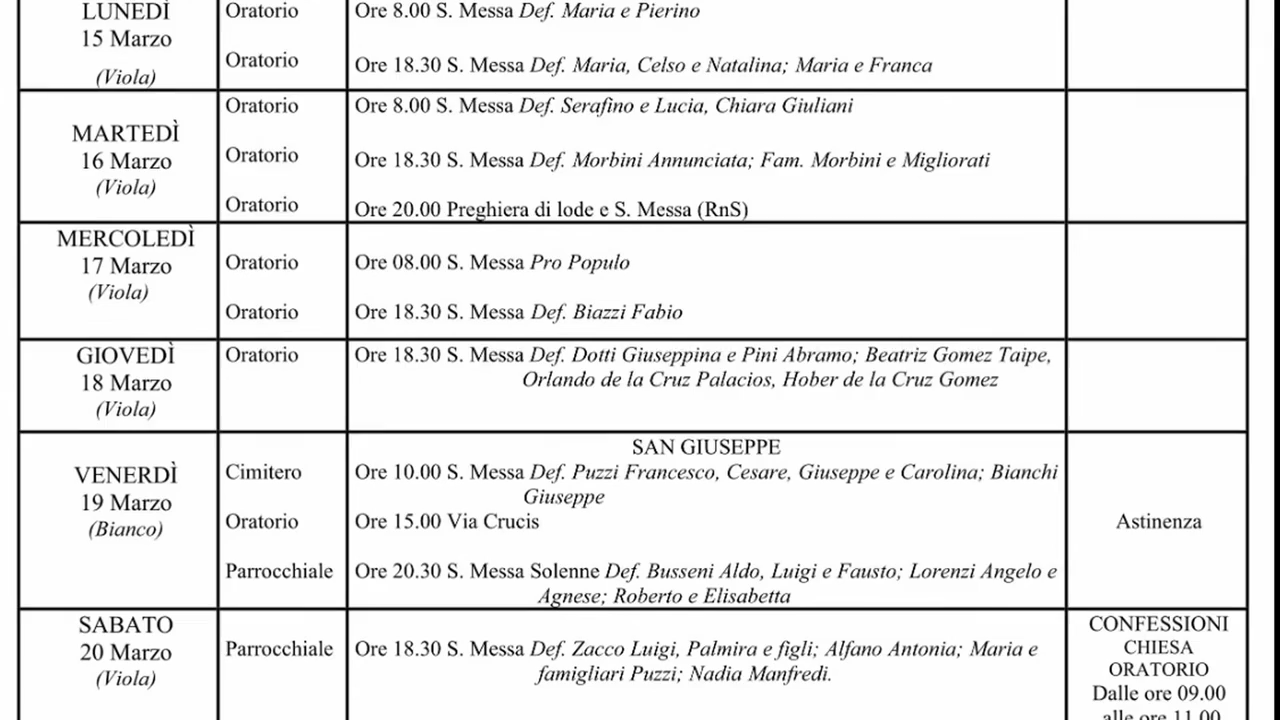 LUNEDÌ
15 Marzo
(Viola)
Oratorio
Ore 8.00 S. Messa Def. Maria e Pierino
Oratorio
Ore 18.30 S. Messa Def. Maria, Celso e Natalina; Maria e Franca
MARTEDÌ
16 Marzo
(Viola)
Oratorio
Ore 8.00 S. Messa Def. Serafino e Lucia, Chiara Giuliani
Oratorio
Ore 18.30 S. Messa Def. Morbini Annunciata; Fam. Morbini e Migliorati
Oratorio
Ore 20.00 Preghiera di lode e S. Messa (RnS)
MERCOLEDÌ
17 Marzo
(Viola)
Oratorio
Ore 08.00 S. Messa Pro Populo
Oratorio
Ore 18.30 S. Messa Def. Biazzi Fabio
GIOVEDÌ
18 Marzo
(Viola)
Oratorio
Ore 18.30 S. Messa Def. Dotti Giuseppina e Pini Abramo; Beatriz Gomez Taipe,
Orlando de la Cruz Palacios, Hober de la Cruz Gomez
VENERDÌ
19 Marzo
(Bianco)
SAN GIUSEPPE
Cimitero
Ore 10.00 S. Messa Def. Puzzi Francesco, Cesare, Giuseppe e Carolina; Bianchi
Giuseppe
Oratorio
Ore 15.00 Via Crucis
Parrocchiale
Ore 20.30 S. Messa Solenne Def. Busseni Aldo, Luigi e Fausto; Lorenzi Angelo e
Agnese; Roberto e Elisabetta
Astinenza
SABATO
20 Marzo
(Viola)
Parrocchiale
Ore 18.30 S. Messa Def. Zacco Luigi, Palmira e figli; Alfano Antonia; Maria e
famigliari Puzzi; Nadia Manfredi.
CONFESSIONI
CHIESA
ORATORIO
Dalle ore 09.00
alle ore 11.00